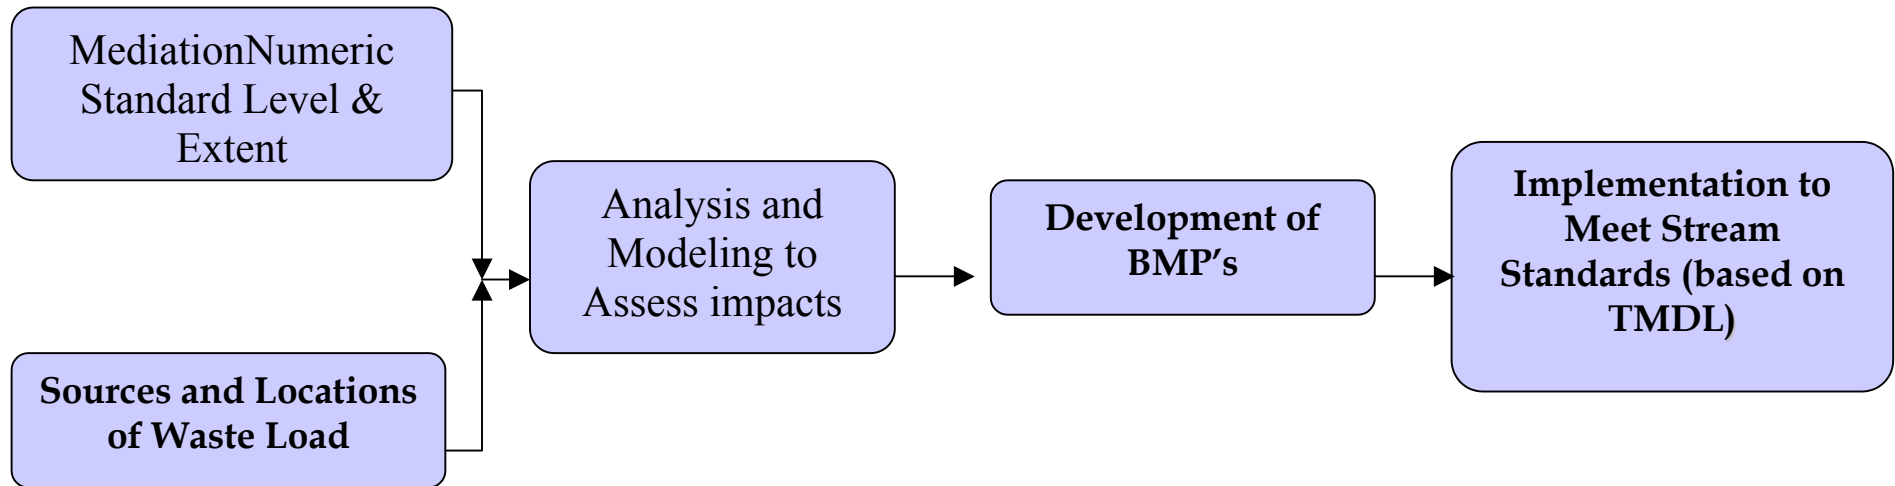 MediationNumeric
Standard Level &
Extent
Sources and Locations
of Waste Load
Analysis and
Modeling to
Assess impacts
Development of
BMP’s
Implementation to
Meet Stream
Standards (based on
TMDL)